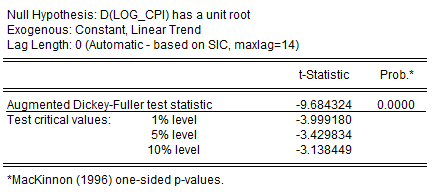 Null Hypothesis: D(LOG_CPI) has a unit root
Exogenous: Constant, Linear Trend
Lag Length: 0 (Automatic - based on SIC, maxlag=14)
t-Statistic Prob.*
Augmented Dickey-Fuller test statistic -9.684324 0.0000
Test critical values: 1% level -3.999180
5% level -3.429834
10% level -3.138449
*MacKinnon (1996) one-sided p-values.